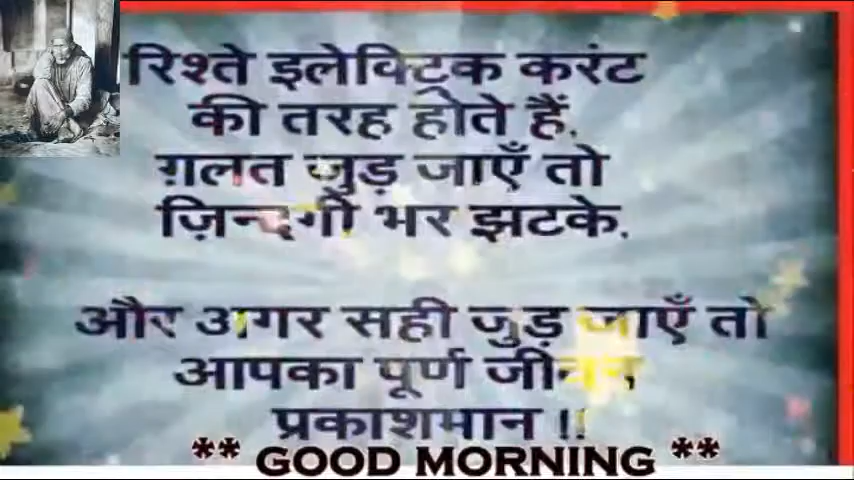 रिश्ते इलेक्ट्रिक करंट
की तरह होते हैं.
ग़लत जुड़ जाएँ तो
ज़िन्दगी भर झटके.
और अगर सही जुड़ जाएँ तो
आपका पूर्ण जीवन
प्रकाशमान !!
** GOOD MORNING **